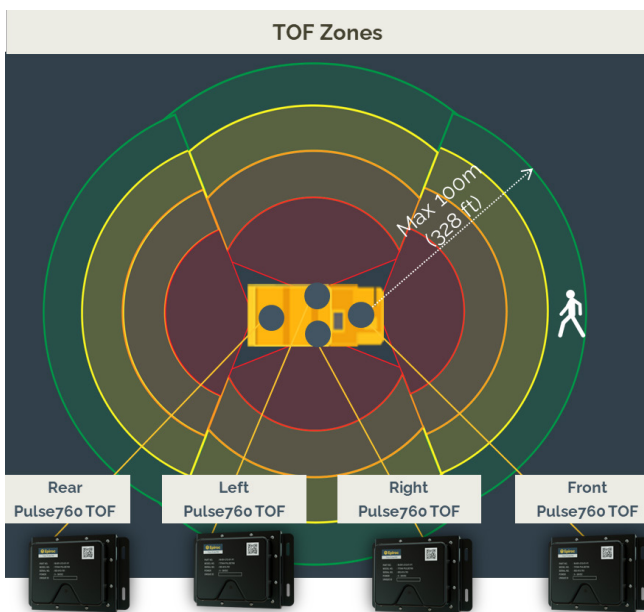 TOF Zones
Max 100m
(328 ft)
Rear
Pulse760 TOF
Left
Pulse760 TOF
Right
Pulse760 TOF
Front
Pulse760 TOF